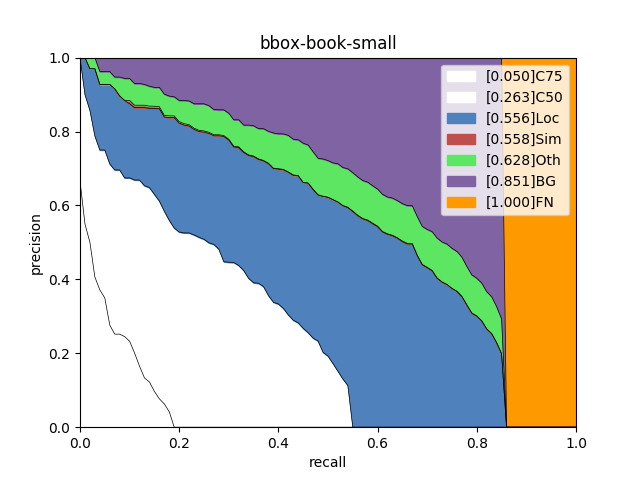 bbox-book-small
precision
1.0
0.8
0.6
0.4
0.2
0.0
[0.050]C75
[0.263]C50
[0.556]Loc
[0.558]Sim
[0.628]Oth
[0.851]BG
[1.000]FN
0.0 0.2 0.4 0.6 0.8 1.0
recall